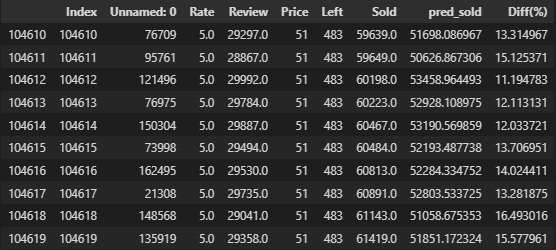 Index Unnamed: 0 Rate Review Price Left Sold pred_sold Diff(%)
104610 104610 76709 5.0 29297.0 51 483 59639.0 51698.086967 13.314967
104611 104611 95761 5.0 28867.0 51 483 59649.0 50626.867306 15.125371
104612 104612 121496 5.0 29992.0 51 483 60198.0 53458.964493 11.194783
104613 104613 76975 5.0 29784.0 51 483 60223.0 52928.108975 12.113131
104614 104614 150304 5.0 29887.0 51 483 60467.0 53190.569859 12.033721
104615 104615 73998 5.0 29494.0 51 483 60484.0 52193.487738 13.706951
104616 104616 162495 5.0 29530.0 51 483 60813.0 52284.334752 14.024411
104617 104617 21308 5.0 29735.0 51 483 60891.0 52803.533725 13.281875
104618 104618 148568 5.0 29041.0 51 483 61143.0 51058.675353 16.493016
104619 104619 135919 5.0 29358.0 51 483 61419.0 51851.172324 15.577961